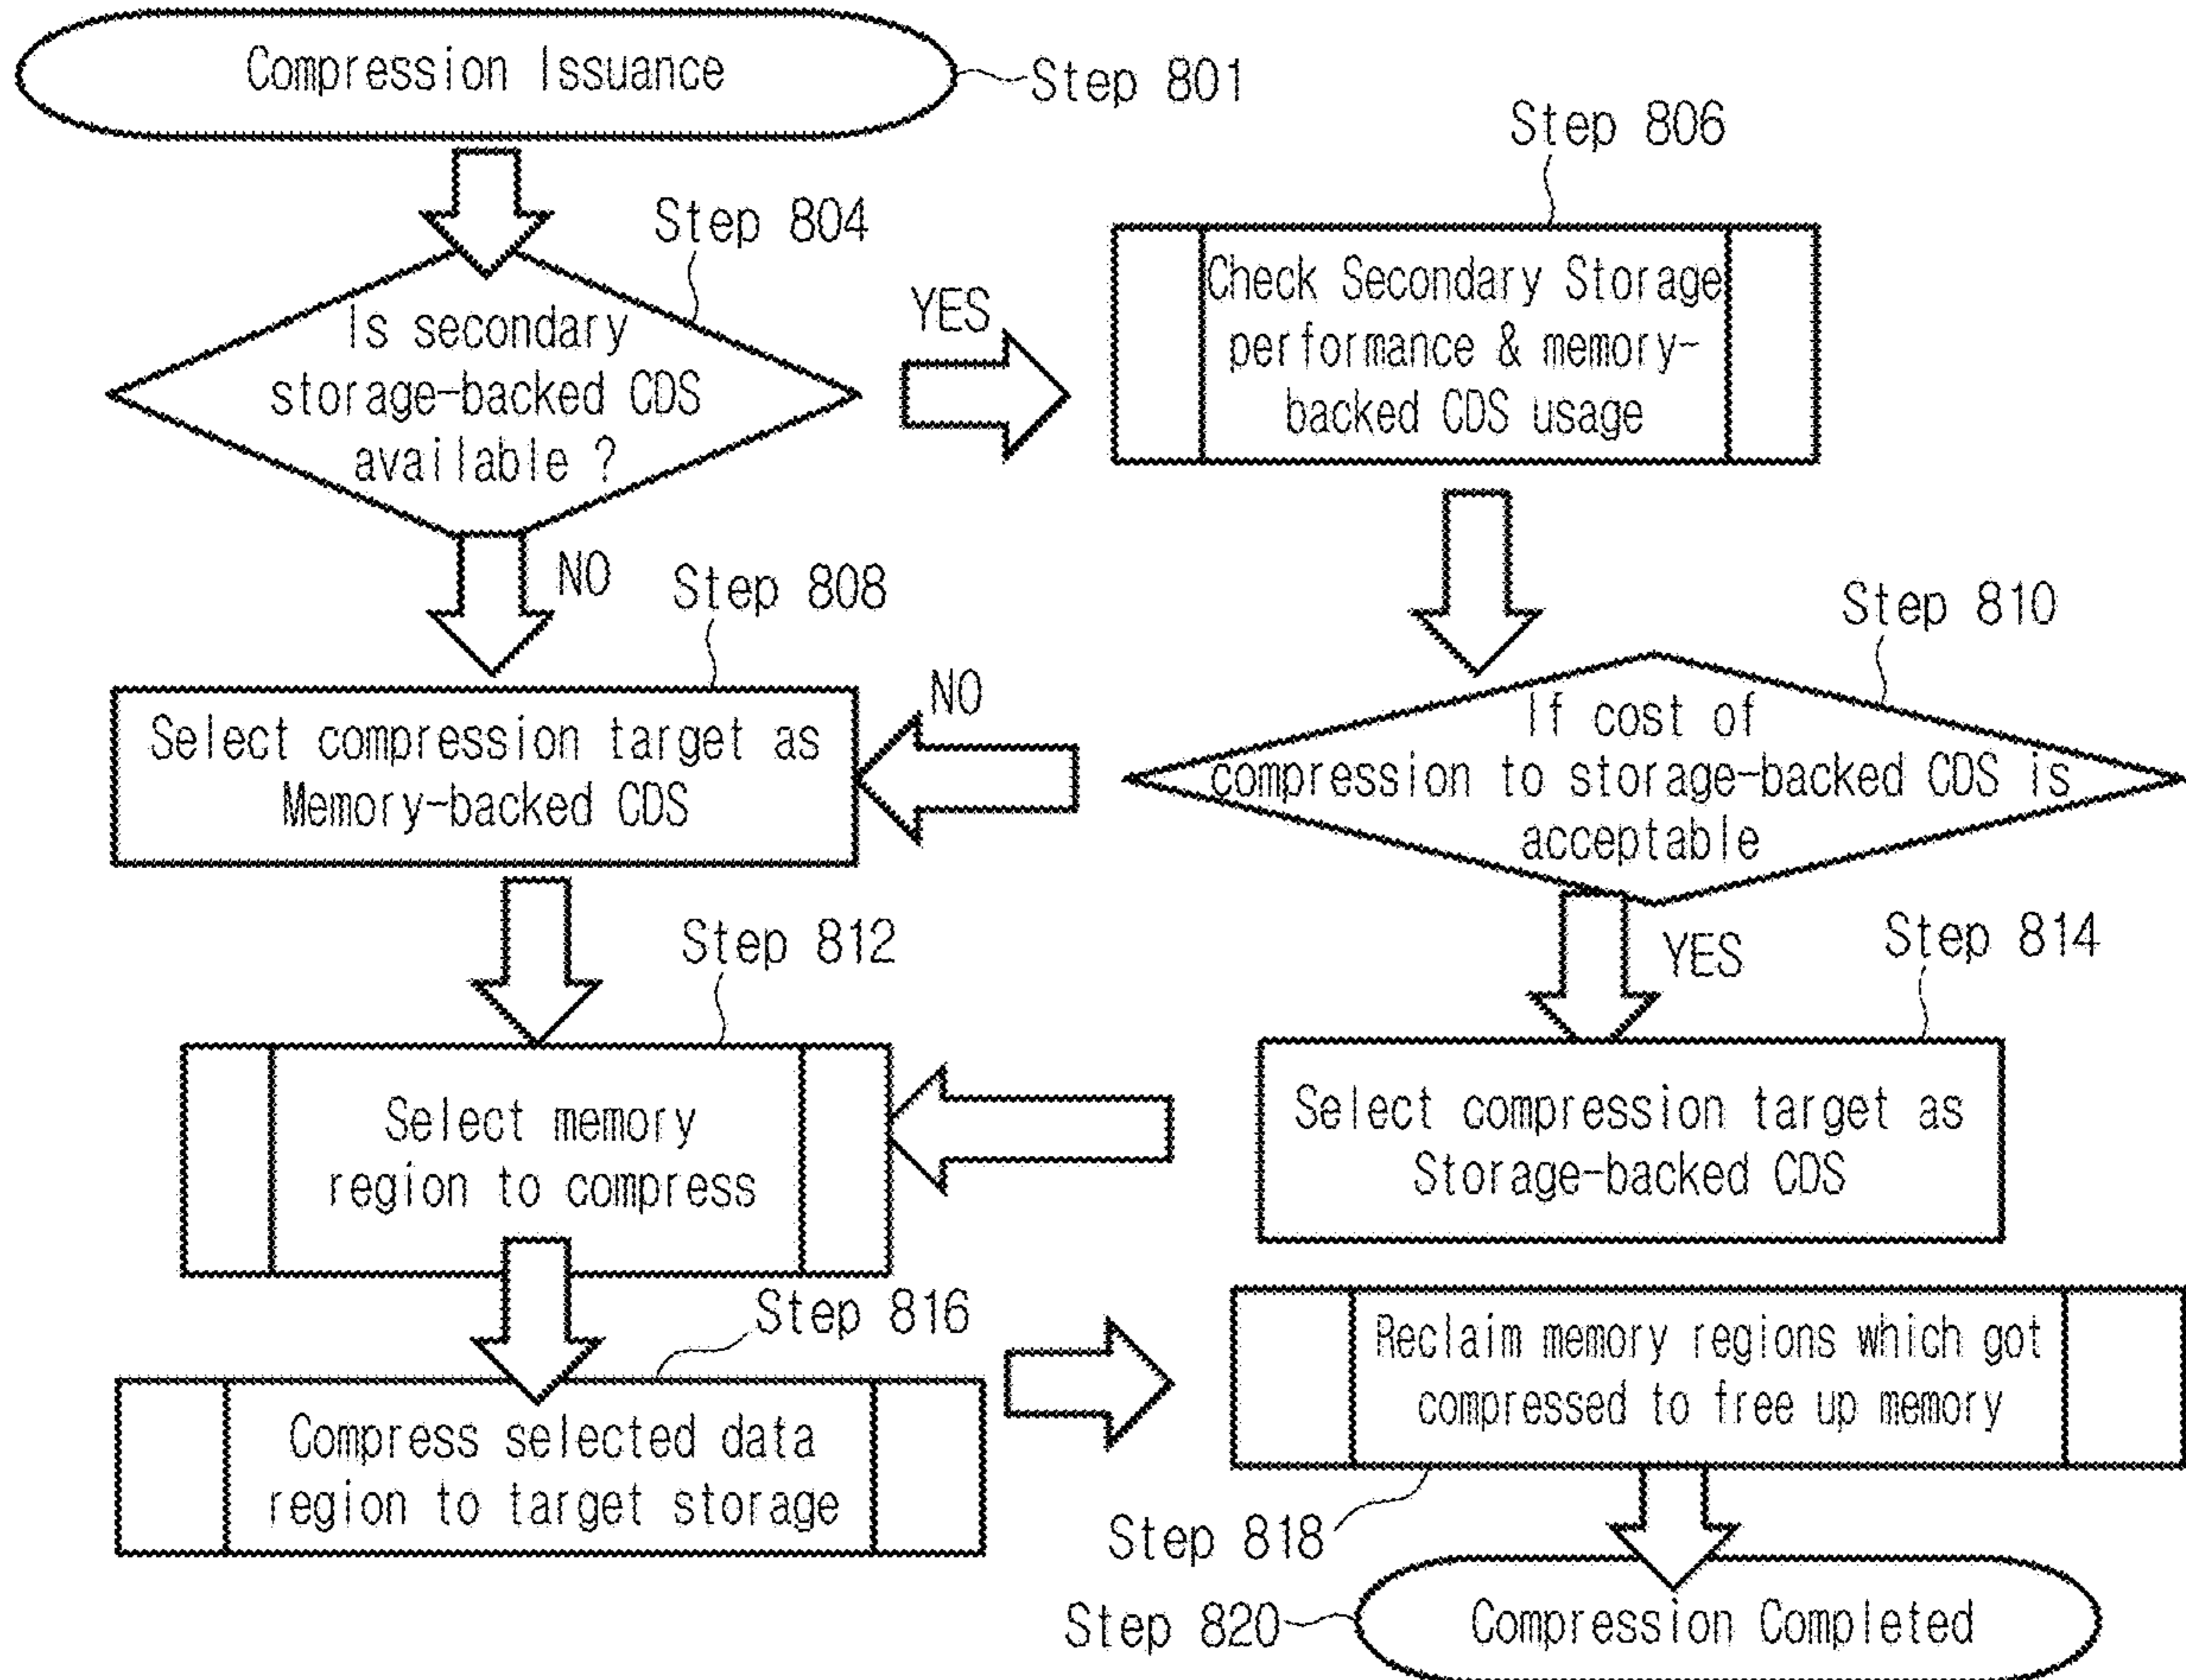 Compression Issuance
Step 801
Step 804
Is secondary
storage-backed CDS
available ?
YES
Step 806
Check Secondary Storage
performance & memory-
backed CDS usage
NO
Step 808
Select compression target as
Memory-backed CDS
NO
Step 810
If cost of
compression to storage-backed CDS is
acceptable
YES
Step 812
Select memory
region to compress
Step 814
Select compression target as
Storage-backed CDS
Step 816
Compress selected data
region to target storage
Reclaim memory regions which got
compressed to free up memory
Step 818
Step 820
Compression Completed